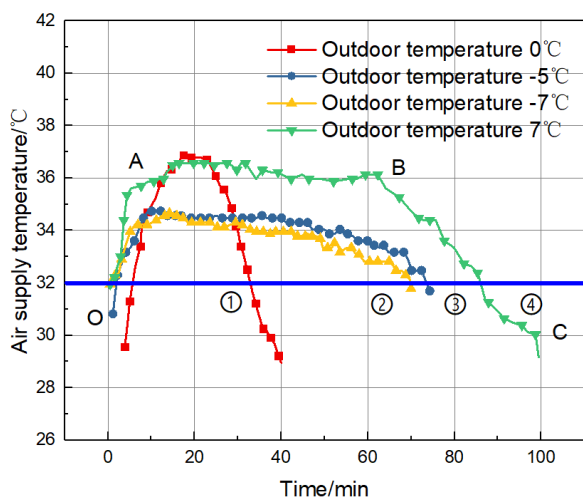 42
40
38
36
34
32
30
28
26
Air supply temperature/℃
Outdoor temperature 0℃
Outdoor temperature -5℃
Outdoor temperature -7℃
Outdoor temperature 7℃
A
B
O
①
②
③
④
C
0
20
40
60
80
100
Time/min